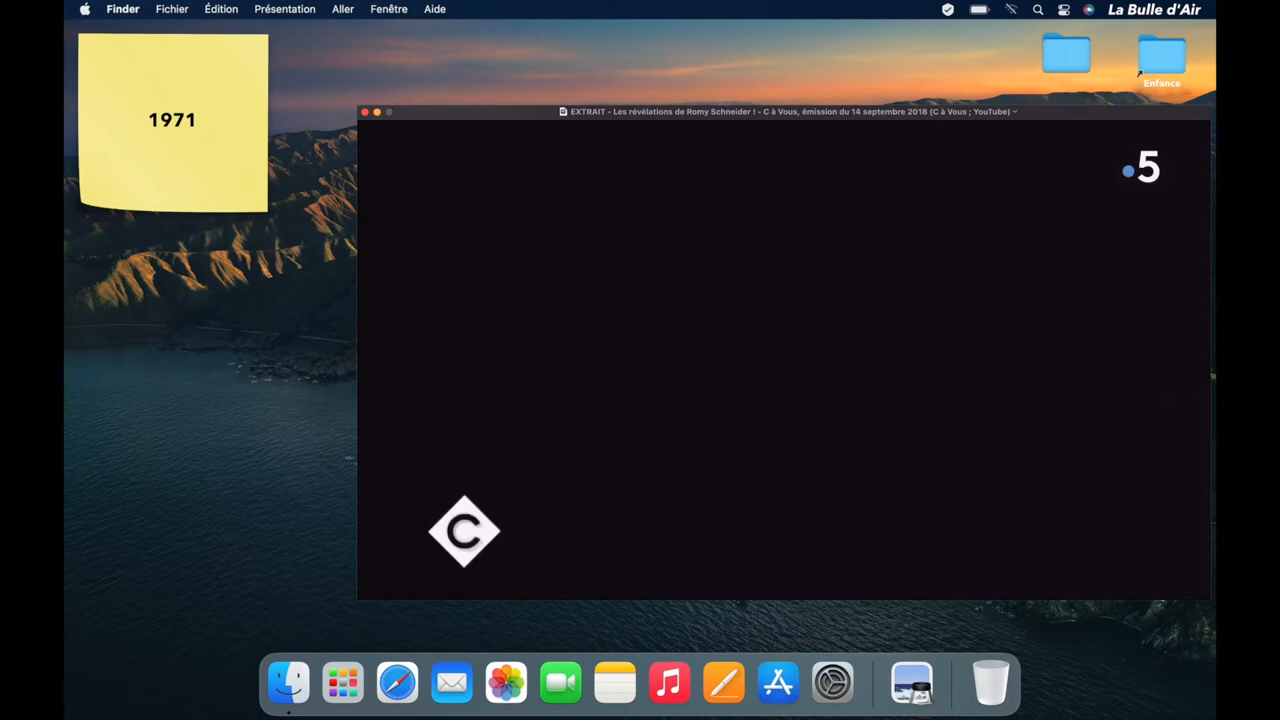 Finder Fichier Édition Présentation Aller Fenêtre Aide La Bulle d'Air
1971
Enfance
EXTRAIT - Les révélations de Romy Schneider ! - C à Vous, émission du 14 septembre 2018 (C à Vous ; YouTube)
5
C